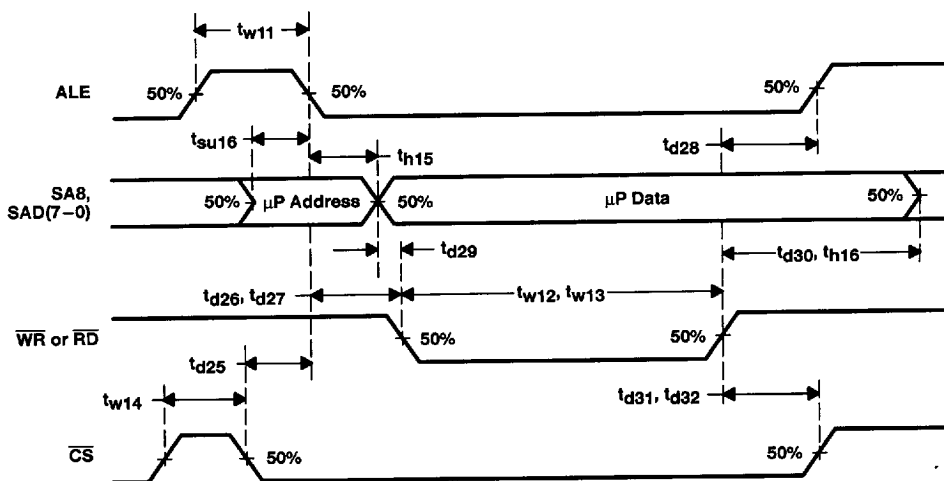 tw11
ALE
50%
50%
50%
tsu16
th15
td28
SA8,
SAD(7–0)
50%
μP Address
50%
μP Data
50%
td29
td30, th16
td26, td27
tw12, tw13
WR or RD
50%
50%
td25
tw14
td31, td32
CS
50%
50%